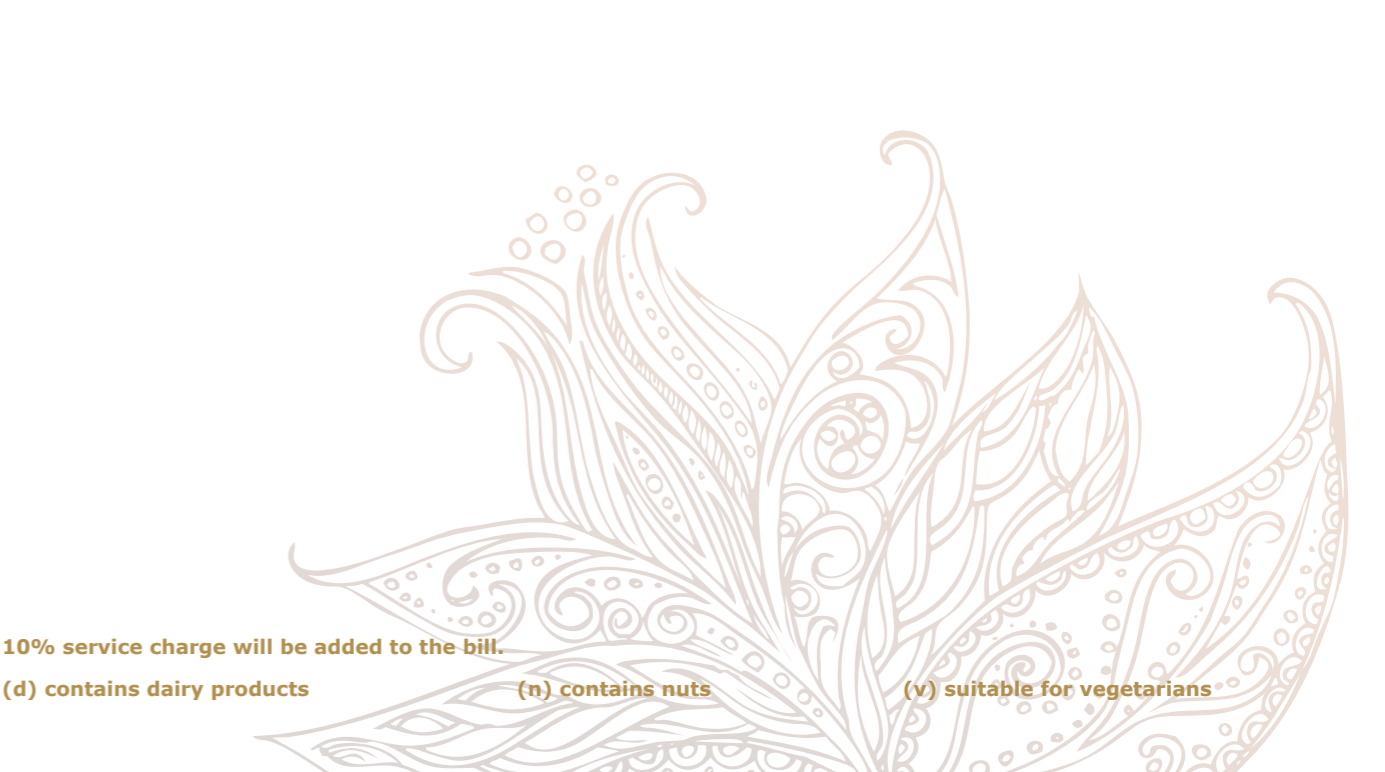 10% service charge will be added to the bill.
(d) contains dairy products (n) contains nuts (v) suitable for vegetarians